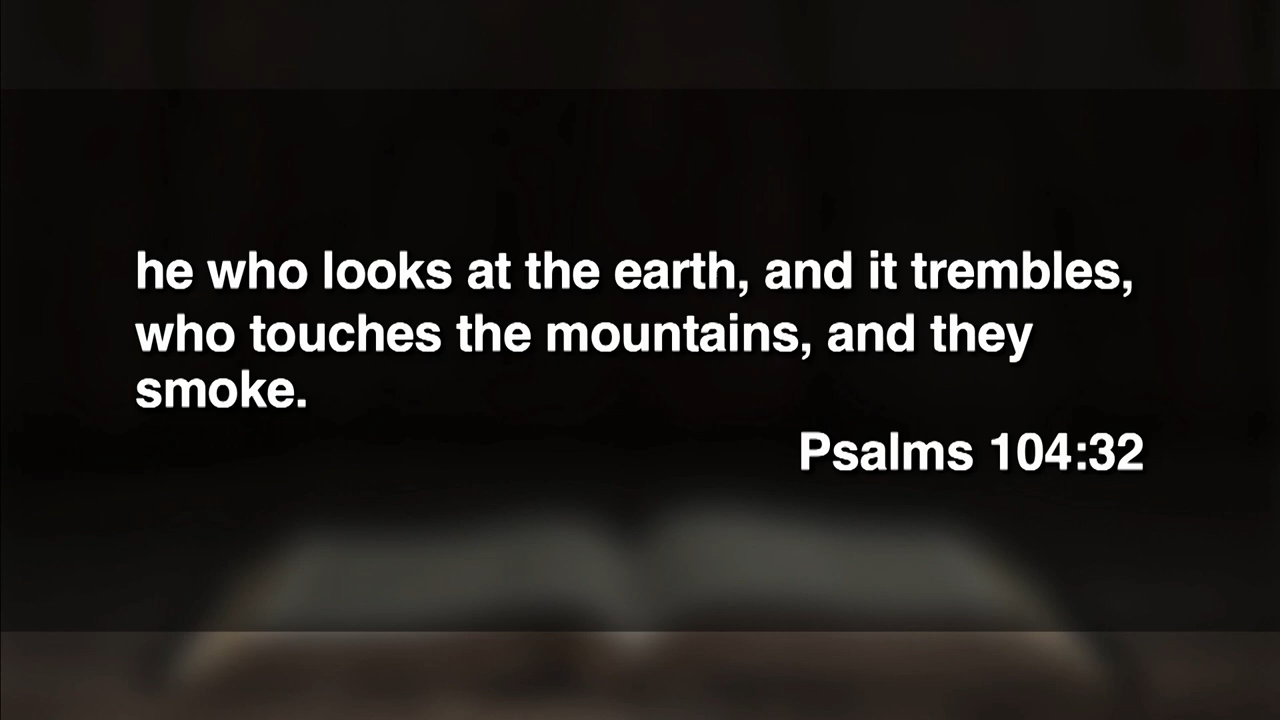 he who looks at the earth, and it trembles,
who touches the mountains, and they
smoke.
Psalms 104:32